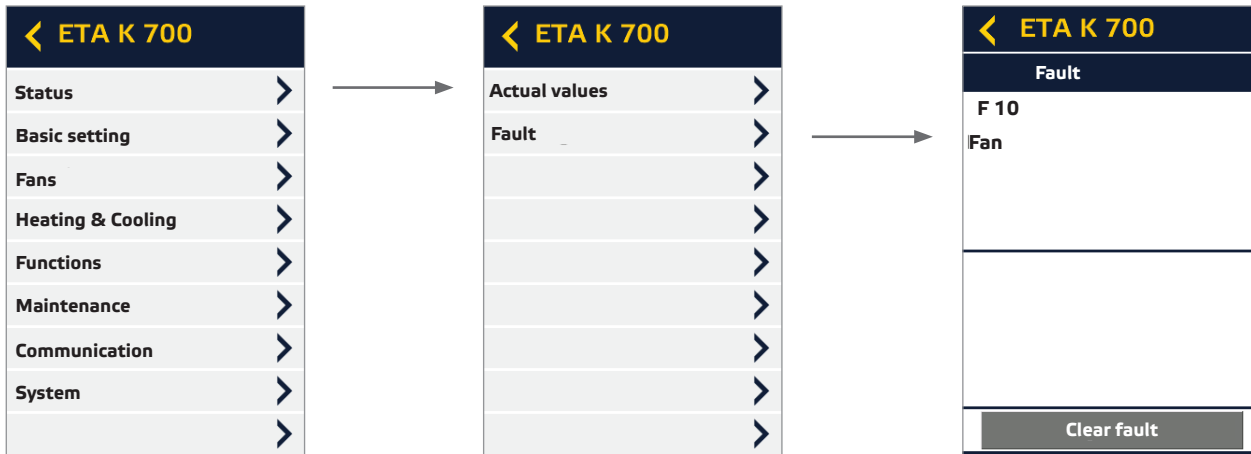 ETA K 700
Status
Basic setting
Fans
Heating & Cooling
Functions
Maintenance
Communication
System
ETA K 700
Actual values
Fault
ETA K 700
Fault
F 10
Fan
Clear fault